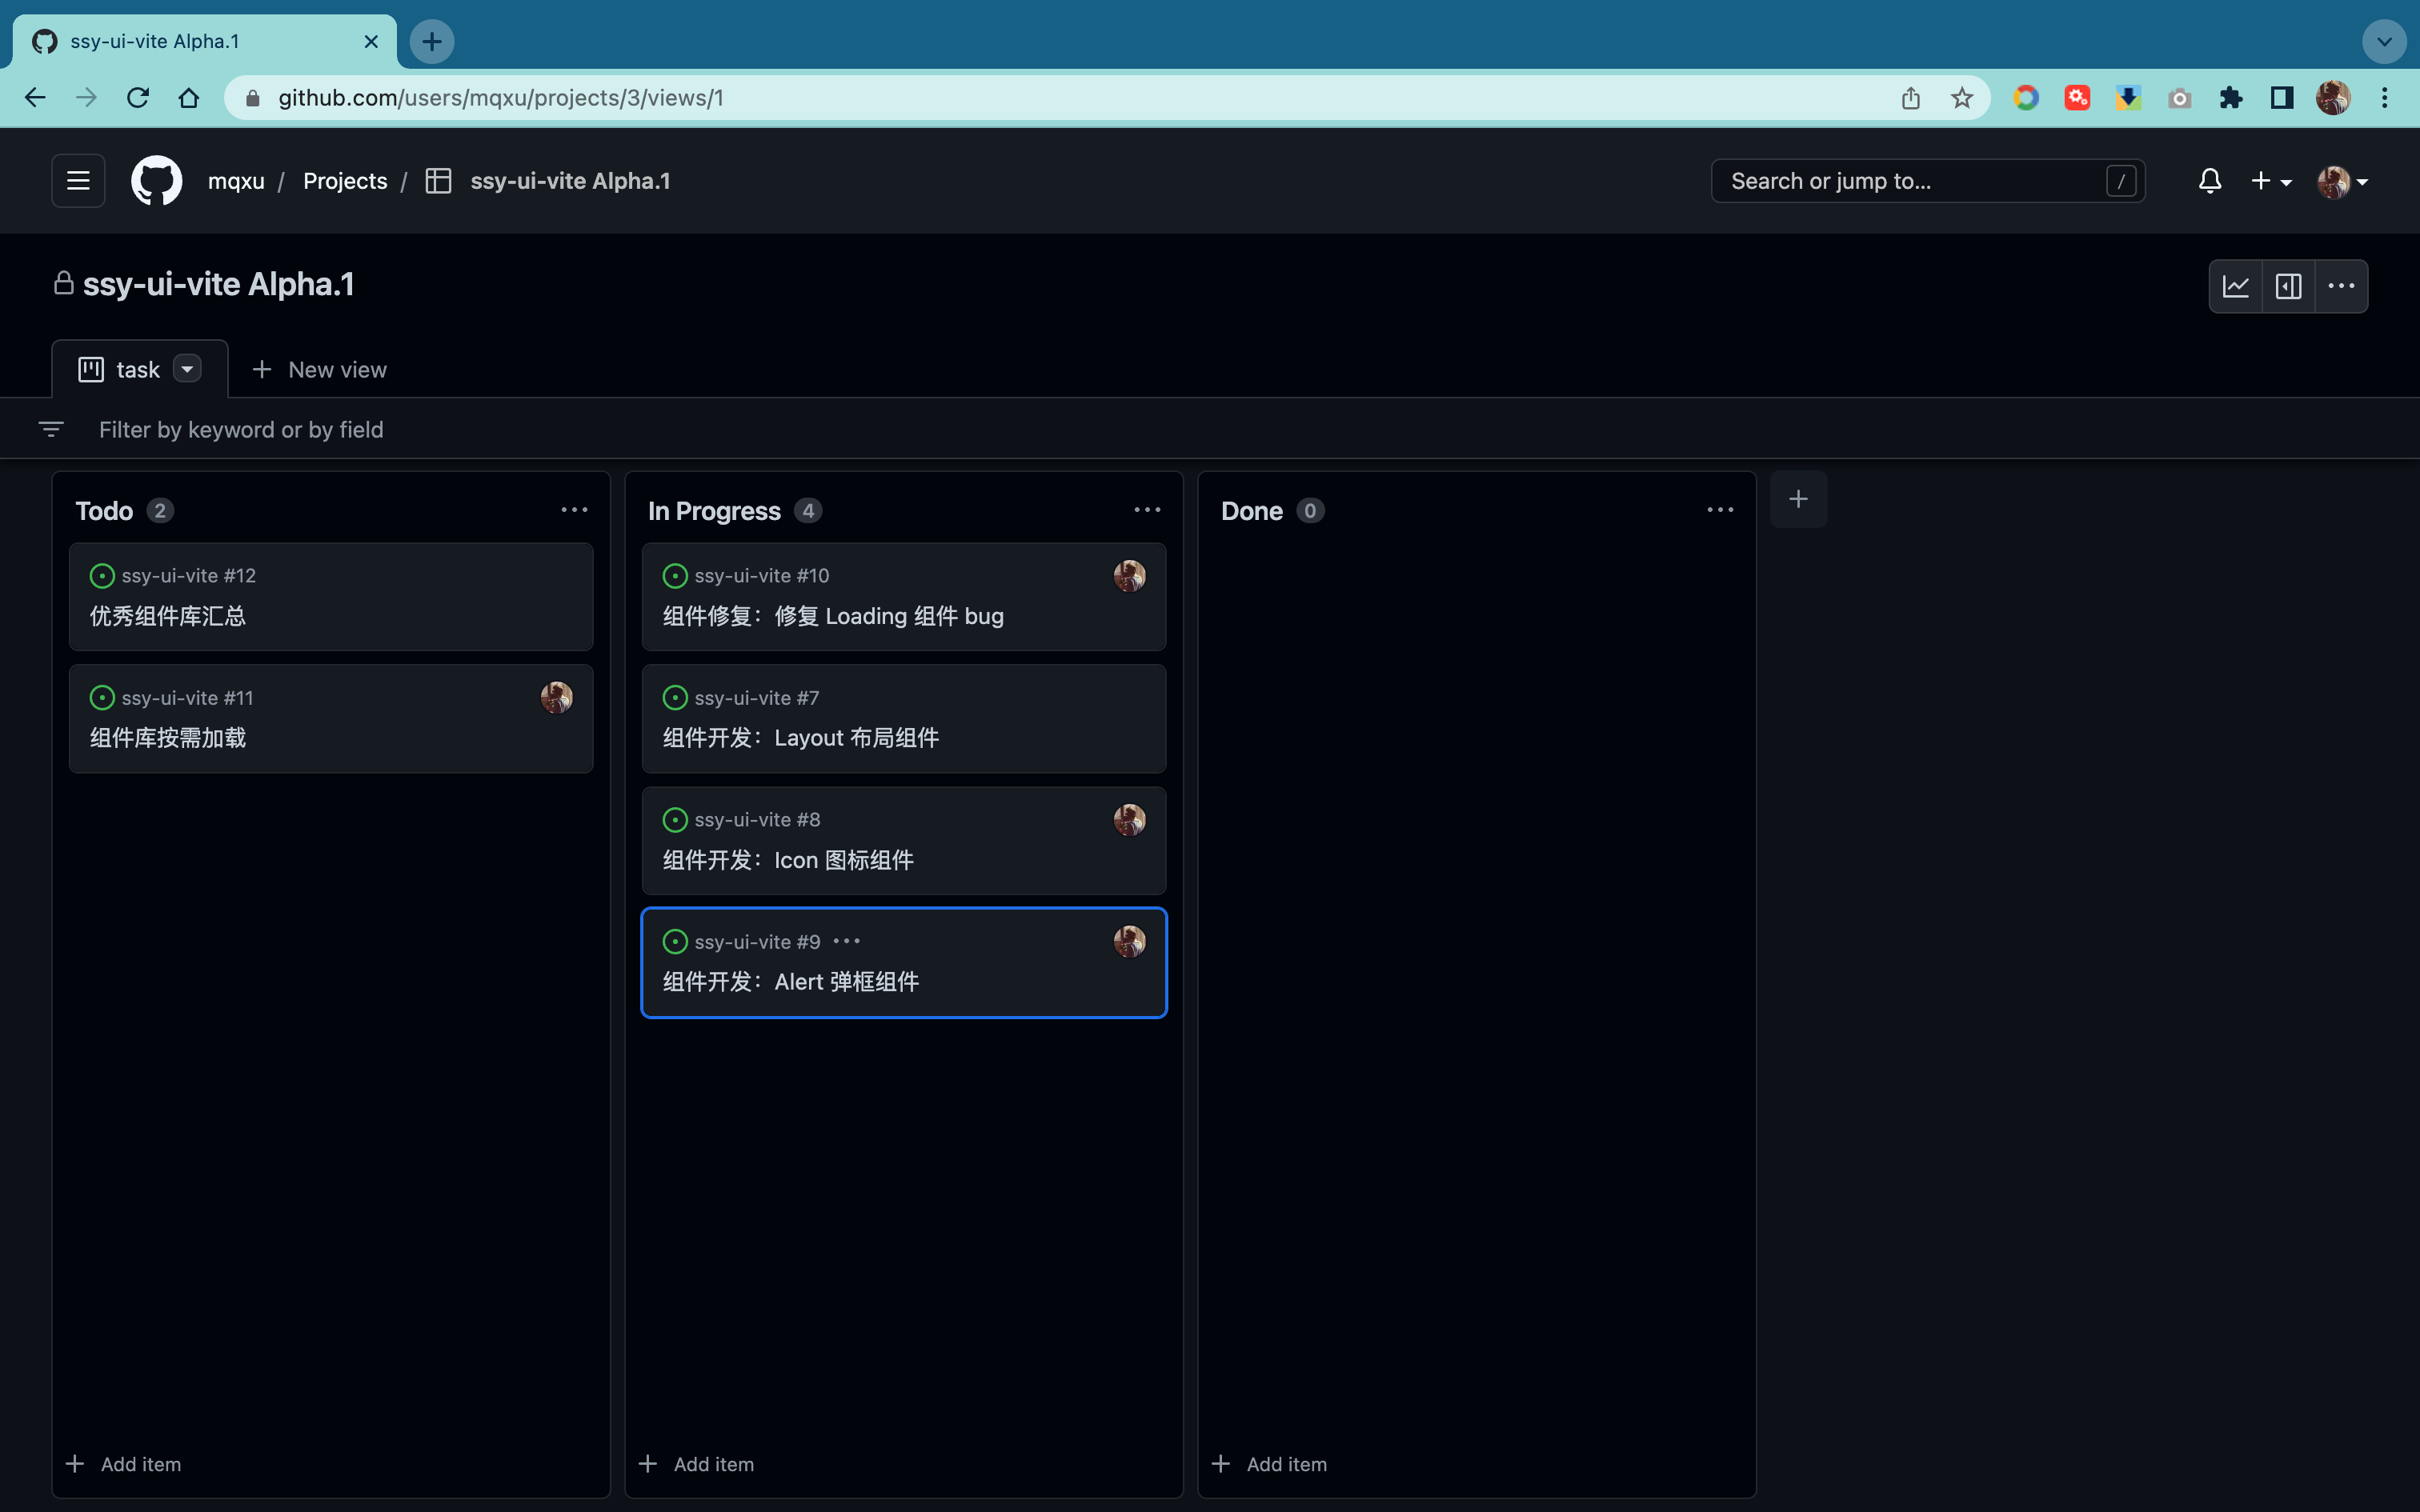 ssy-ui-vite Alpha.1
github.com/users/mqxu/projects/3/views/1
mqxu / Projects / ssy-ui-vite Alpha.1
Search or jump to... /
ssy-ui-vite Alpha.1
task
New view
Filter by keyword or by field
Todo 2
ssy-ui-vite #12
优秀组件库汇总
ssy-ui-vite #11
组件库按需加载
Add item
In Progress 4
ssy-ui-vite #10
组件修复：修复 Loading 组件 bug
ssy-ui-vite #7
组件开发：Layout 布局组件
ssy-ui-vite #8
组件开发：Icon 图标组件
ssy-ui-vite #9
组件开发：Alert 弹框组件
Add item
Done 0
Add item